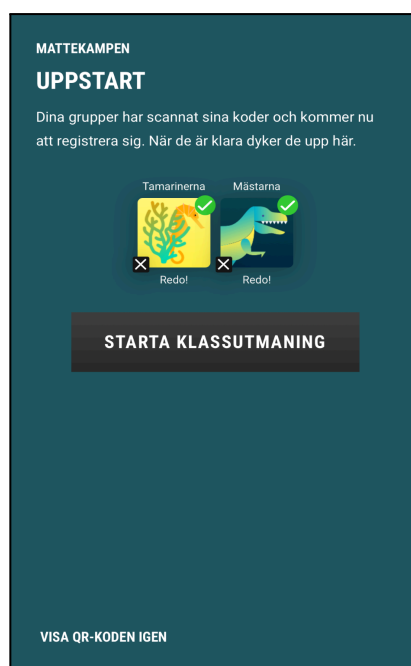 MATTEKAMPEN
UPPSTART
Dina grupper har scannat sina koder och kommer nu
att registrera sig. När de är klara dyker de upp här.
Tamarinerna Mästarna
Redo! Redo!
STARTA KLASSUTMANING
VISA QR-KODEN IGEN